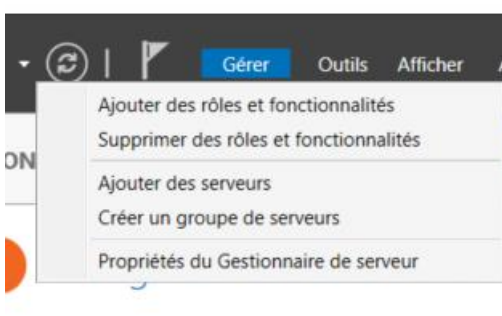 Gérer Outils Afficher
Ajouter des rôles et fonctionnalités
Supprimer des rôles et fonctionnalités
ON
Ajouter des serveurs
Créer un groupe de serveurs
Propriétés du Gestionnaire de serveur